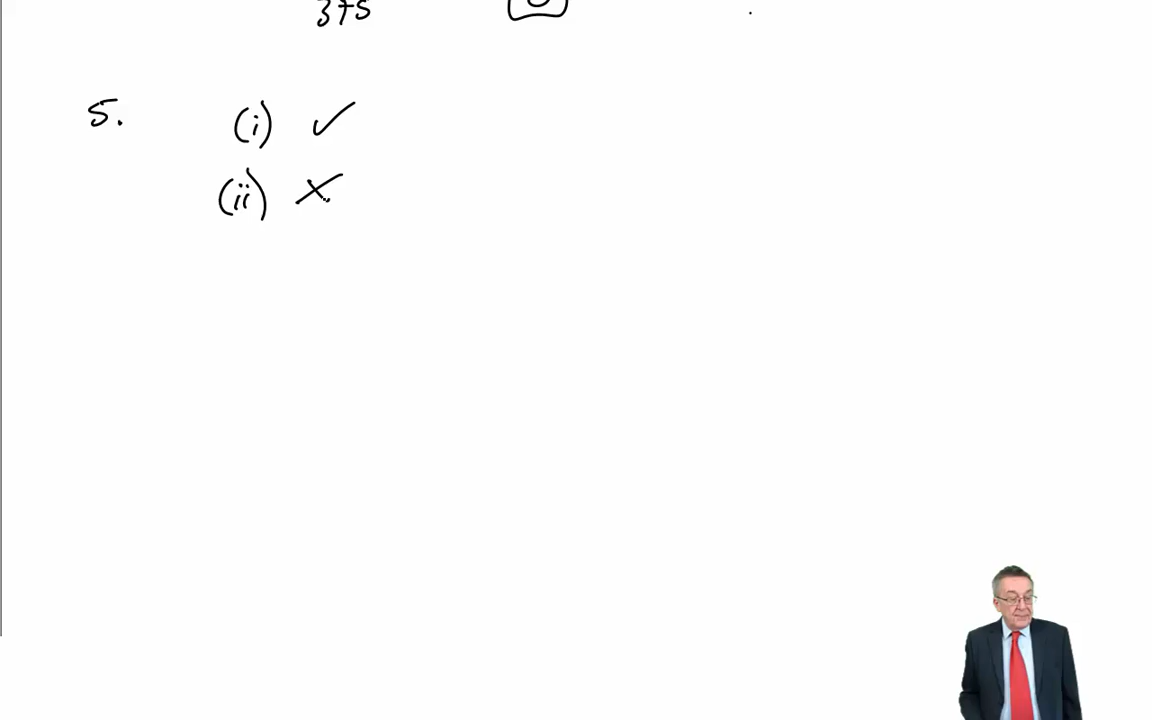 375
5. (i) ✓
(ii) ✗